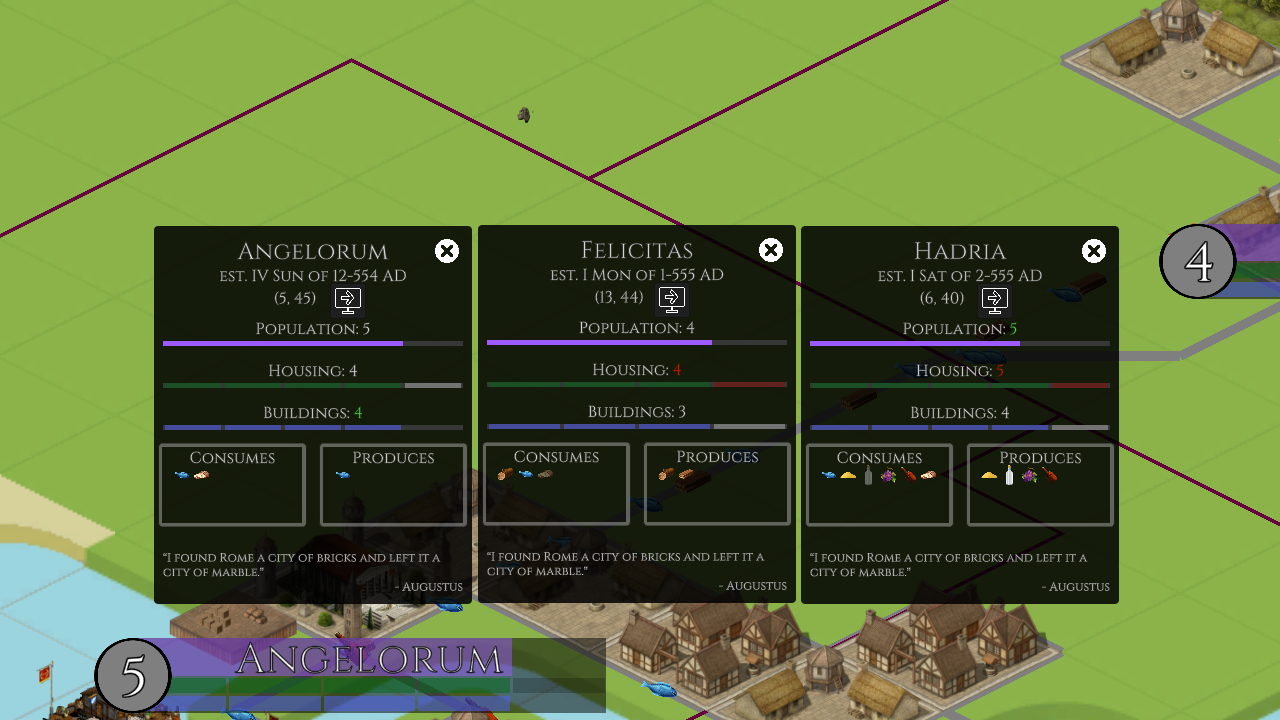 Angelorum
est. IV Sun of 12-554 AD
(5, 45)
Population: 5
Housing: 4
Buildings: 4
Consumes
Produces
"I found Rome a city of bricks and left it a
city of marble."
- Augustus
Felicitas
est. I Mon of 1-555 AD
(13, 44)
Population: 4
Housing: 4
Buildings: 3
Consumes
Produces
"I found Rome a city of bricks and left it a
city of marble."
- Augustus
Hadria
est. I Sat of 2-555 AD
(6, 40)
Population: 5
Housing: 5
Buildings: 4
Consumes
Produces
"I found Rome a city of bricks and left it a
city of marble."
- Augustus
4
5 Angelorum